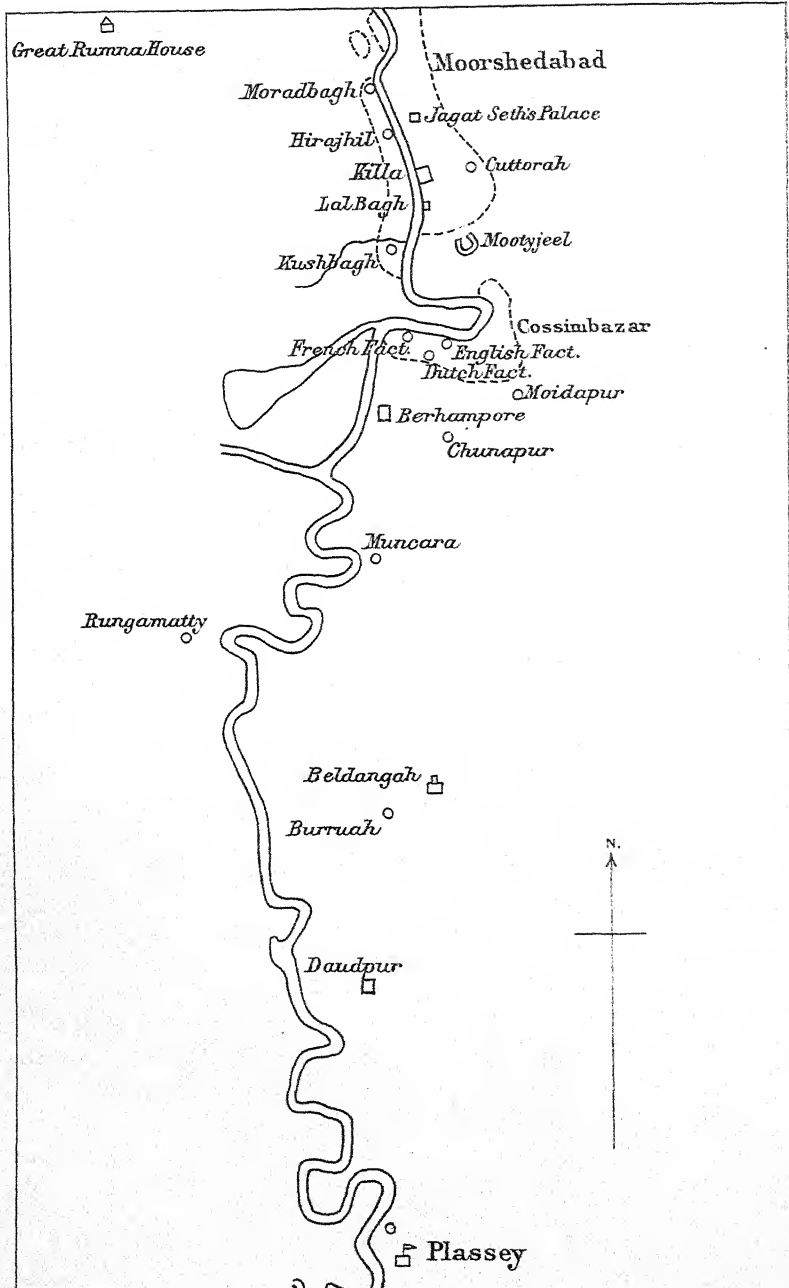 Great Rumna House
Moorshedabad
Moradbagh
Jagat Seth's Palace
Hirajhil
Killa
Cuttorah
Lal Bagh
Mootyjeel
Kushbagh
Cossimbazar
French Fact.
English Fact.
Dutch Fact.
Moidapur
Berhampore
Chunapur
Muncara
Rungamatty
Beldangah
Burruah
N.
Daudpur
Plassey